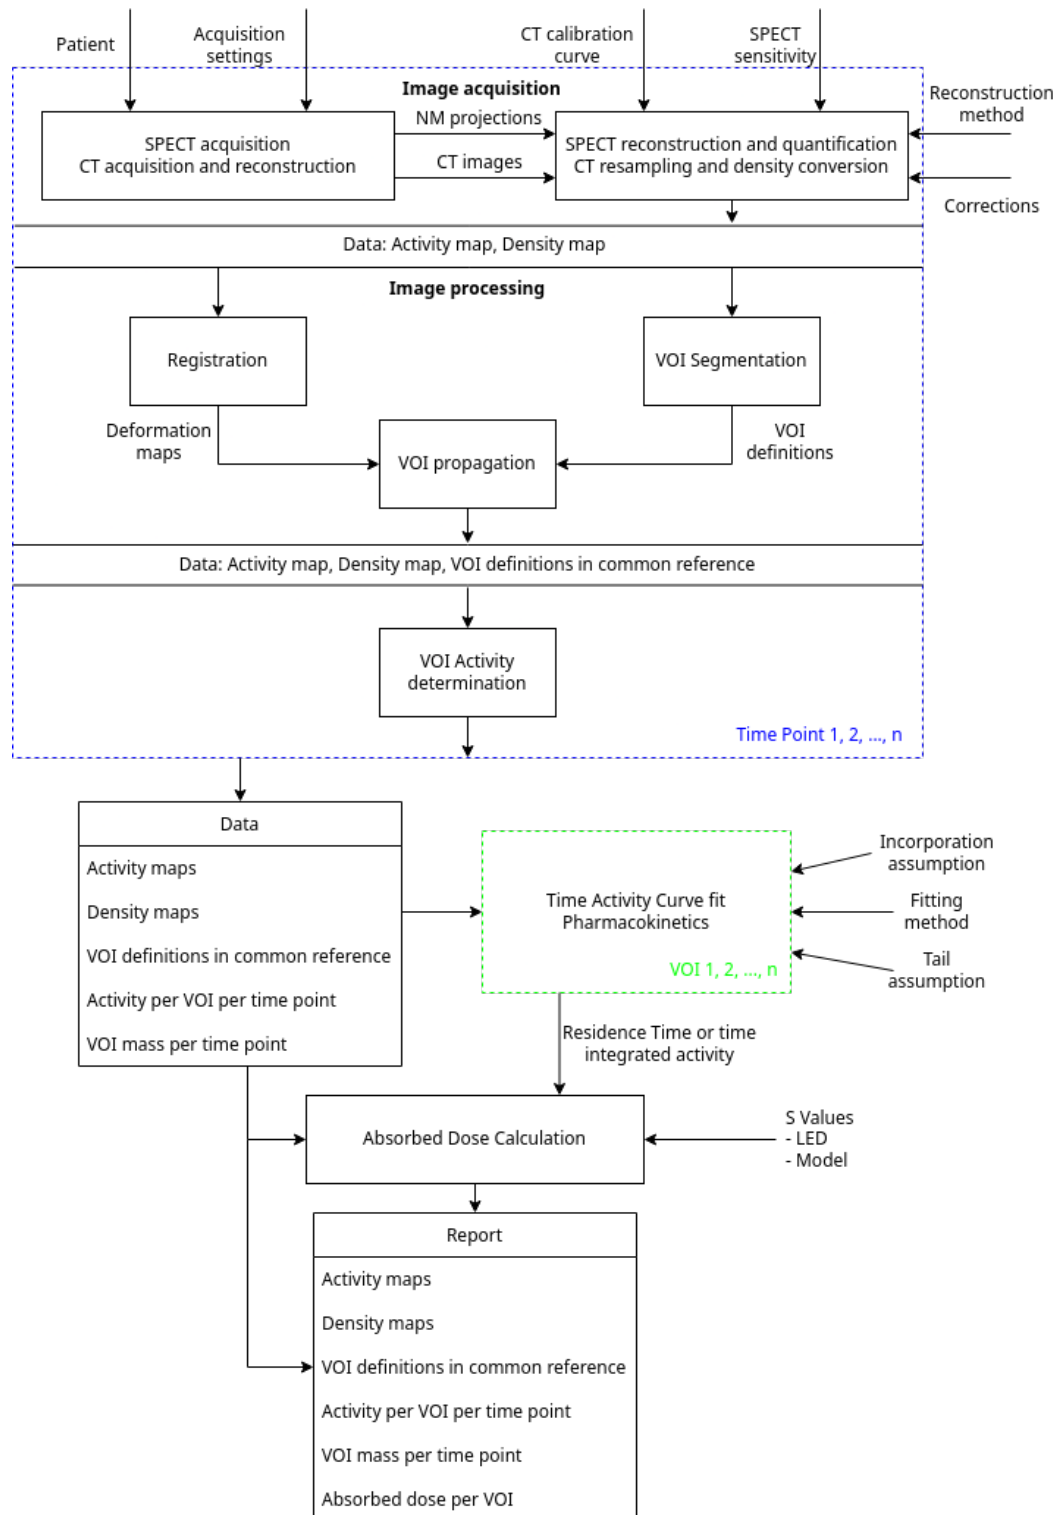 Patient
Acquisition
settings
CT calibration
curve
SPECT
sensitivity
Image acquisition
Reconstruction
method
NM projections
SPECT acquisition
CT acquisition and reconstruction
CT images
SPECT reconstruction and quantification
CT resampling and density conversion
Corrections
Data: Activity map, Density map
Image processing
Registration
VOI Segmentation
Deformation
maps
VOI propagation
VOI
definitions
Data: Activity map, Density map, VOI definitions in common reference
VOI Activity
determination
Time Point 1, 2, ..., n
Data
Activity maps
Density maps
VOI definitions in common reference
Activity per VOI per time point
VOI mass per time point
Time Activity Curve fit
Pharmacokinetics
VOI 1, 2, ..., n
Incorporation
assumption
Fitting
method
Tail
assumption
Residence Time or time
integrated activity
Absorbed Dose Calculation
S Values
- LED
- Model
Report
Activity maps
Density maps
VOI definitions in common reference
Activity per VOI per time point
VOI mass per time point
Absorbed dose per VOI